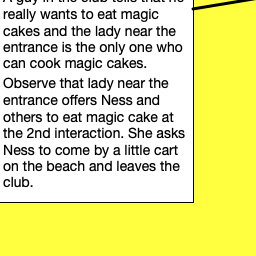 A guy in the club tells that he
really wants to eat magic
cakes and the lady near the
entrance is the only one who
can cook magic cakes.
Observe that lady near the
entrance offers Ness and
others to eat magic cake at
the 2nd interaction. She asks
Ness to come by a little cart
on the beach and leaves the
club.